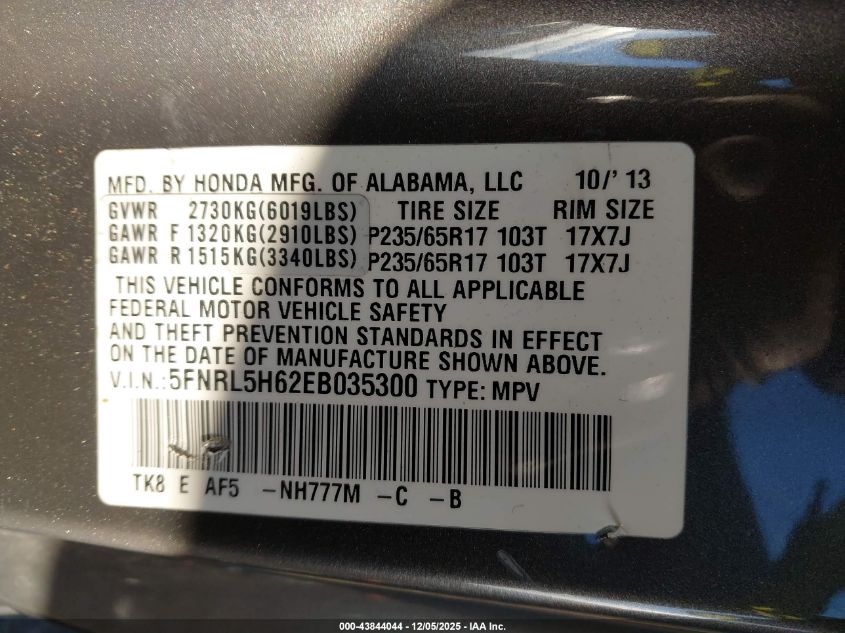 MFD. BY HONDA MFG. OF ALABAMA, LLC 10/'13
GVWR 2730KG(6019LBS) TIRE SIZE RIM SIZE
GAWR F 1320KG(2910LBS) P235/65R17 103T 17X7J
GAWR R 1515KG(3340LBS) P235/65R17 103T 17X7J
THIS VEHICLE CONFORMS TO ALL APPLICABLE
FEDERAL MOTOR VEHICLE SAFETY
AND THEFT PREVENTION STANDARDS IN EFFECT
ON THE DATE OF MANUFACTURE SHOWN ABOVE.
V.I.N.:5FNRL5H62EB035300 TYPE: MPV
TK8 E AF5 -NH777M -C -B
000-43844044 - 12/05/2025 - IAA Inc.